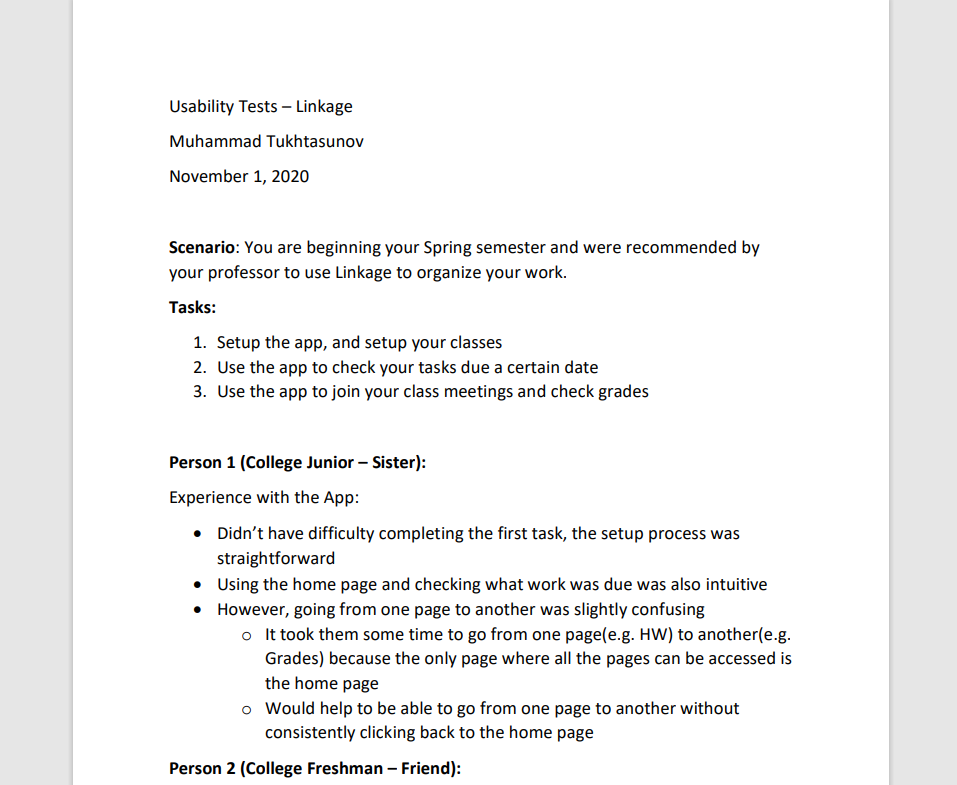 Usability Tests – Linkage
Muhammad Tukhtasunov
November 1, 2020
Scenario: You are beginning your Spring semester and were recommended by
your professor to use Linkage to organize your work.
Tasks:
1. Setup the app, and setup your classes
2. Use the app to check your tasks due a certain date
3. Use the app to join your class meetings and check grades
Person 1 (College Junior – Sister):
Experience with the App:
• Didn’t have difficulty completing the first task, the setup process was
straightforward
• Using the home page and checking what work was due was also intuitive
• However, going from one page to another was slightly confusing
o It took them some time to go from one page(e.g. HW) to another(e.g.
Grades) because the only page where all the pages can be accessed is
the home page
o Would help to be able to go from one page to another without
consistently clicking back to the home page
Person 2 (College Freshman – Friend):